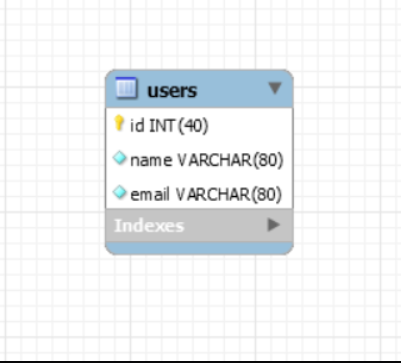 users
id INT(40)
name VARCHAR(80)
email VARCHAR(80)
Indexes